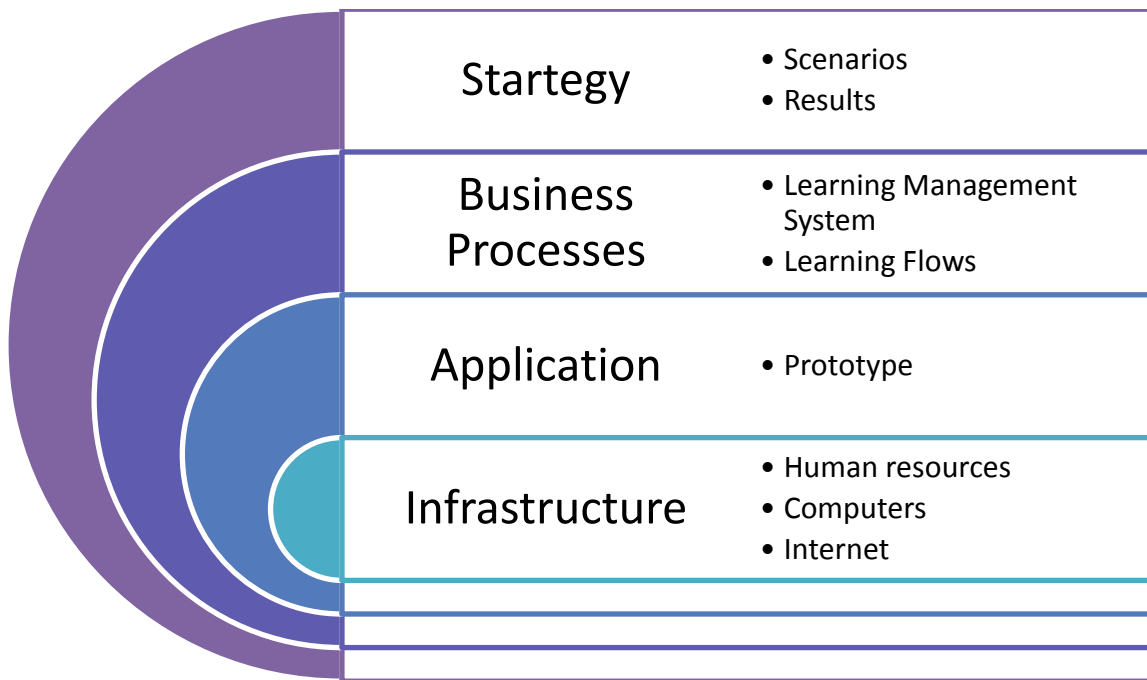 Startegy
• Scenarios
• Results
Business
Processes
• Learning Management
System
• Learning Flows
Application
• Prototype
Infrastructure
• Human resources
• Computers
• Internet